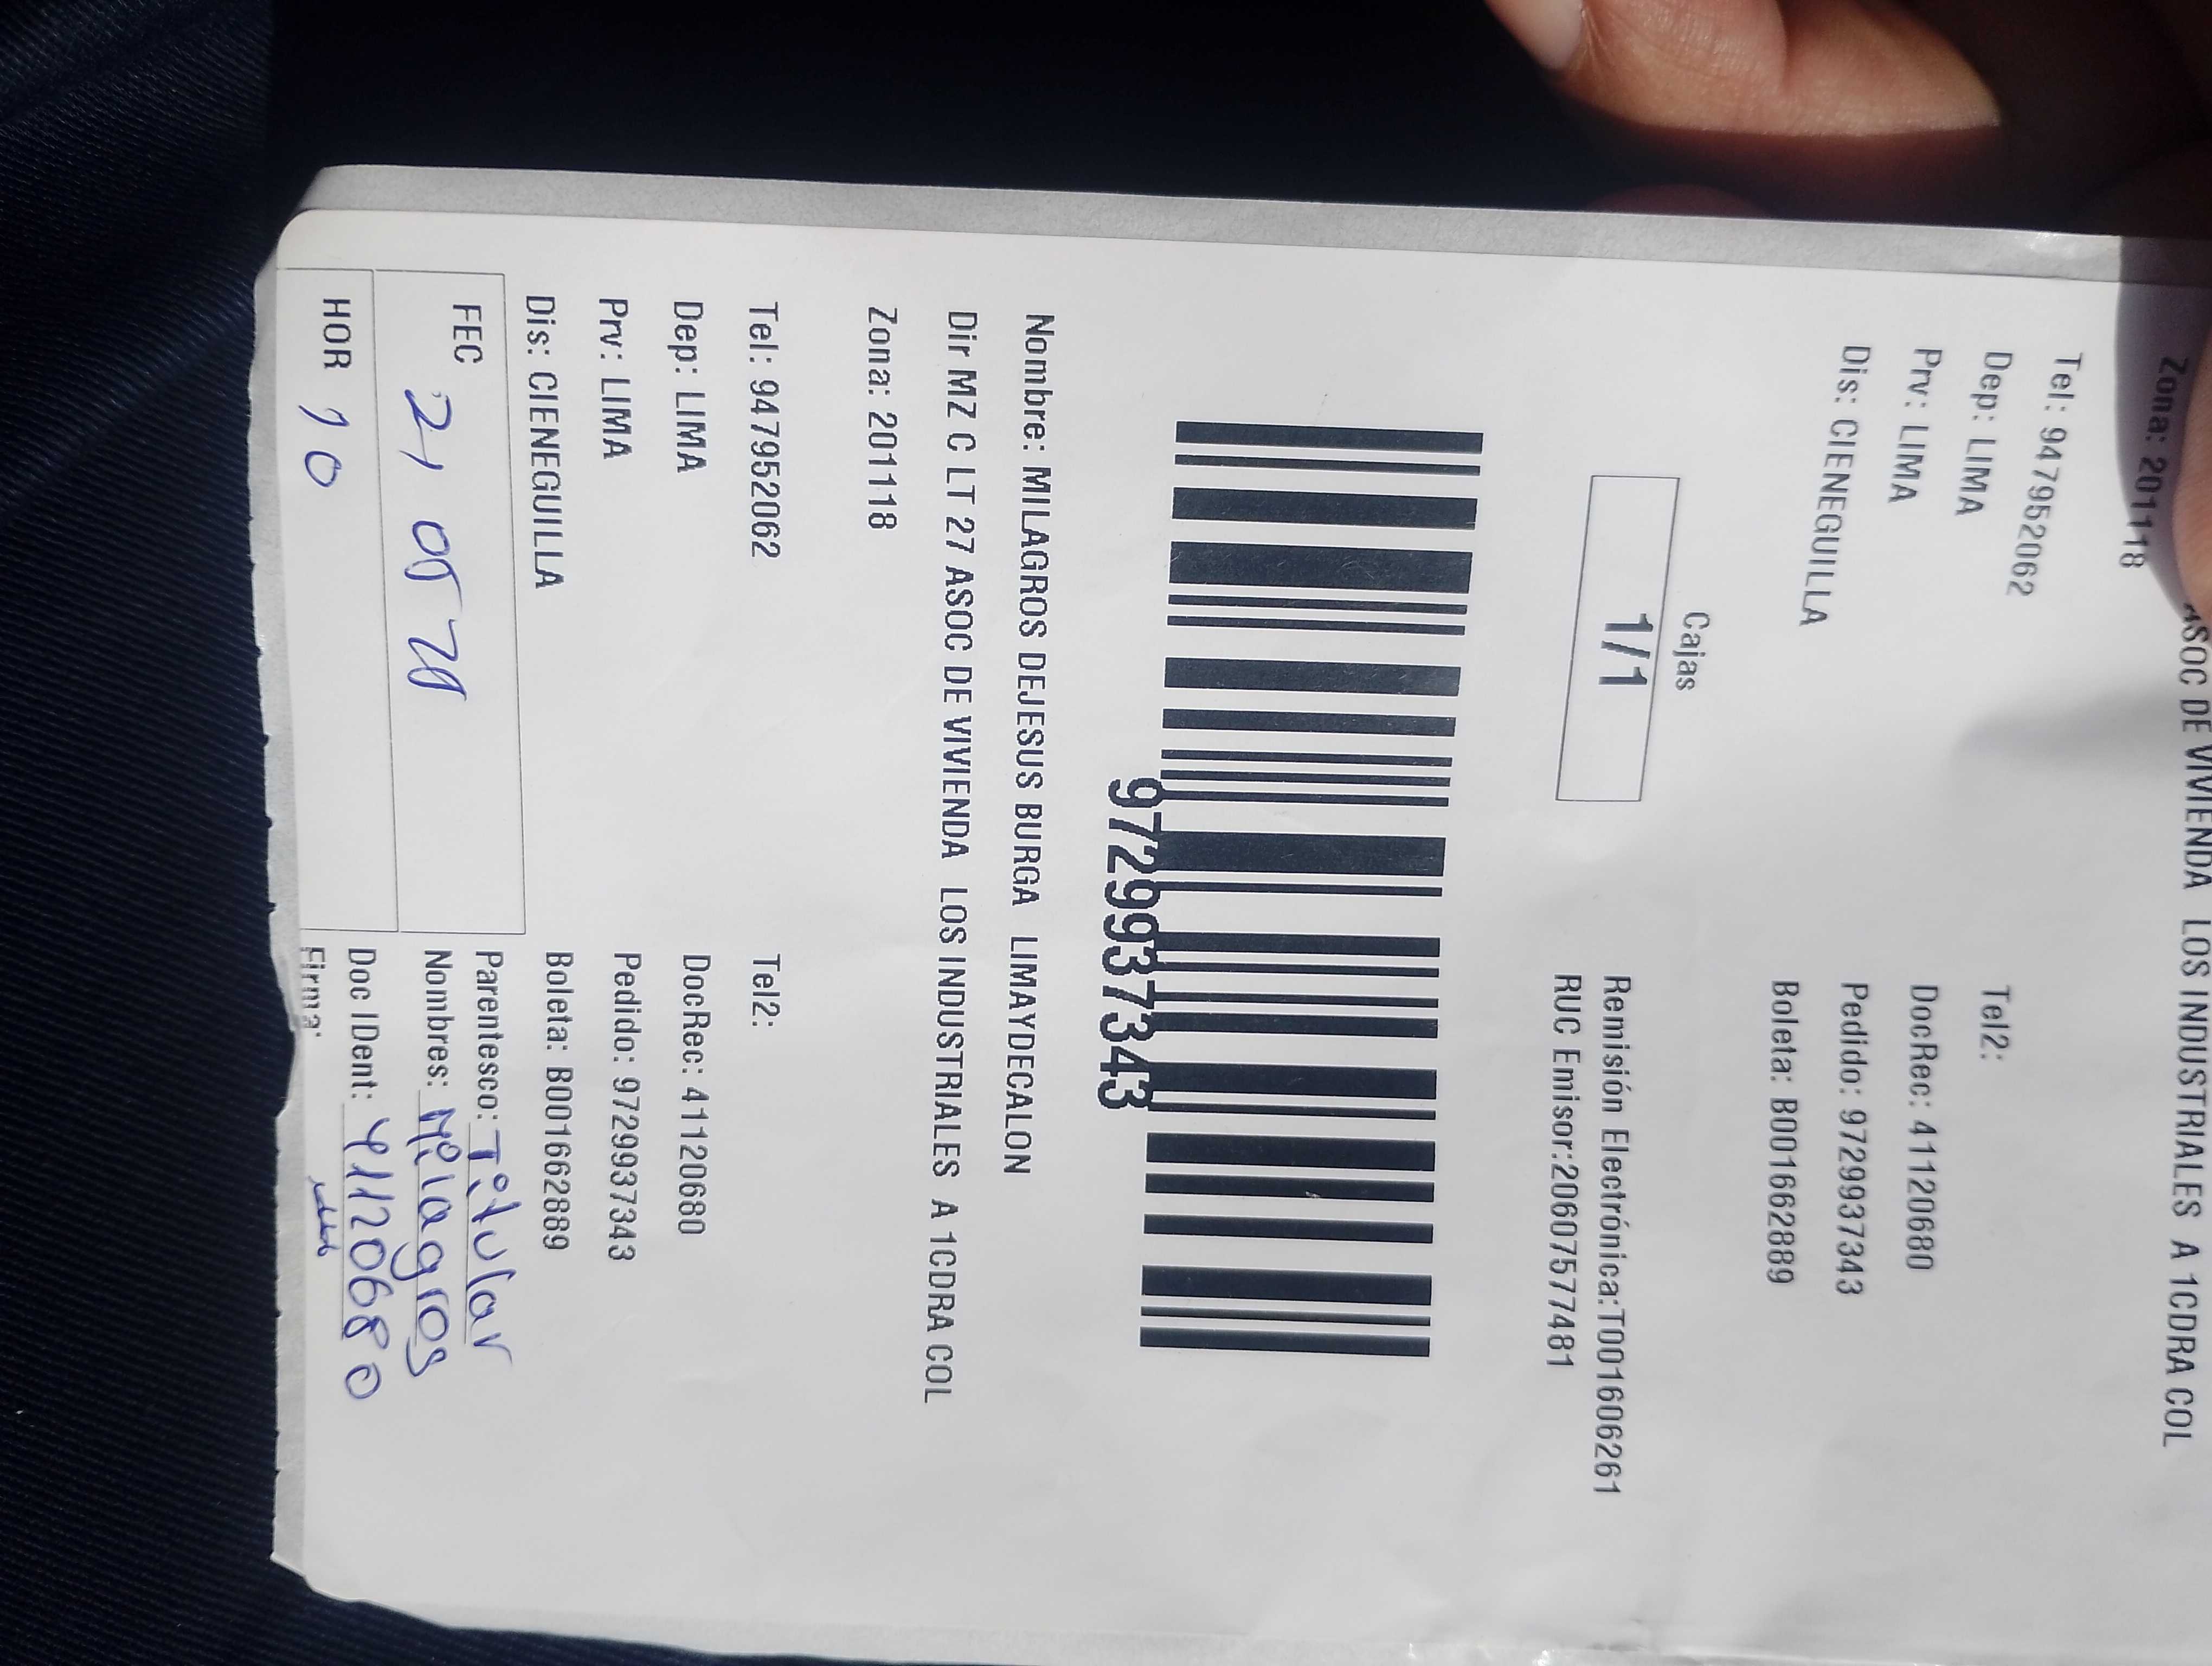 ASOC DE VIVIENDA LOS INDUSTRIALES A 1CDRA COL
Zona: 201118
Tel: 947952062 Tel2:
Dep: LIMA DocRec: 41120680
Prv: LIMA Pedido: 9729937343
Dis: CIENEGUILLA Boleta: B001662889
Cajas
1/1
Remisión Electrónica:T001606261
RUC Emisor:20607577481
9729937343
Nombre: MILAGROS DEJESUS BURGA LIMAYDECALON
Dir MZ C LT 27 ASOC DE VIVIENDA LOS INDUSTRIALES A 1CDRA COL
Zona: 201118
Tel: 947952062 Tel2:
Dep: LIMA DocRec: 41120680
Prv: LIMA Pedido: 9729937343
Dis: CIENEGUILLA Boleta: B001662889
FEC 21 05
HOR 10
Parentesco: Titular
Nombres: Milagros
Doc IDent: 41120680
Firma: